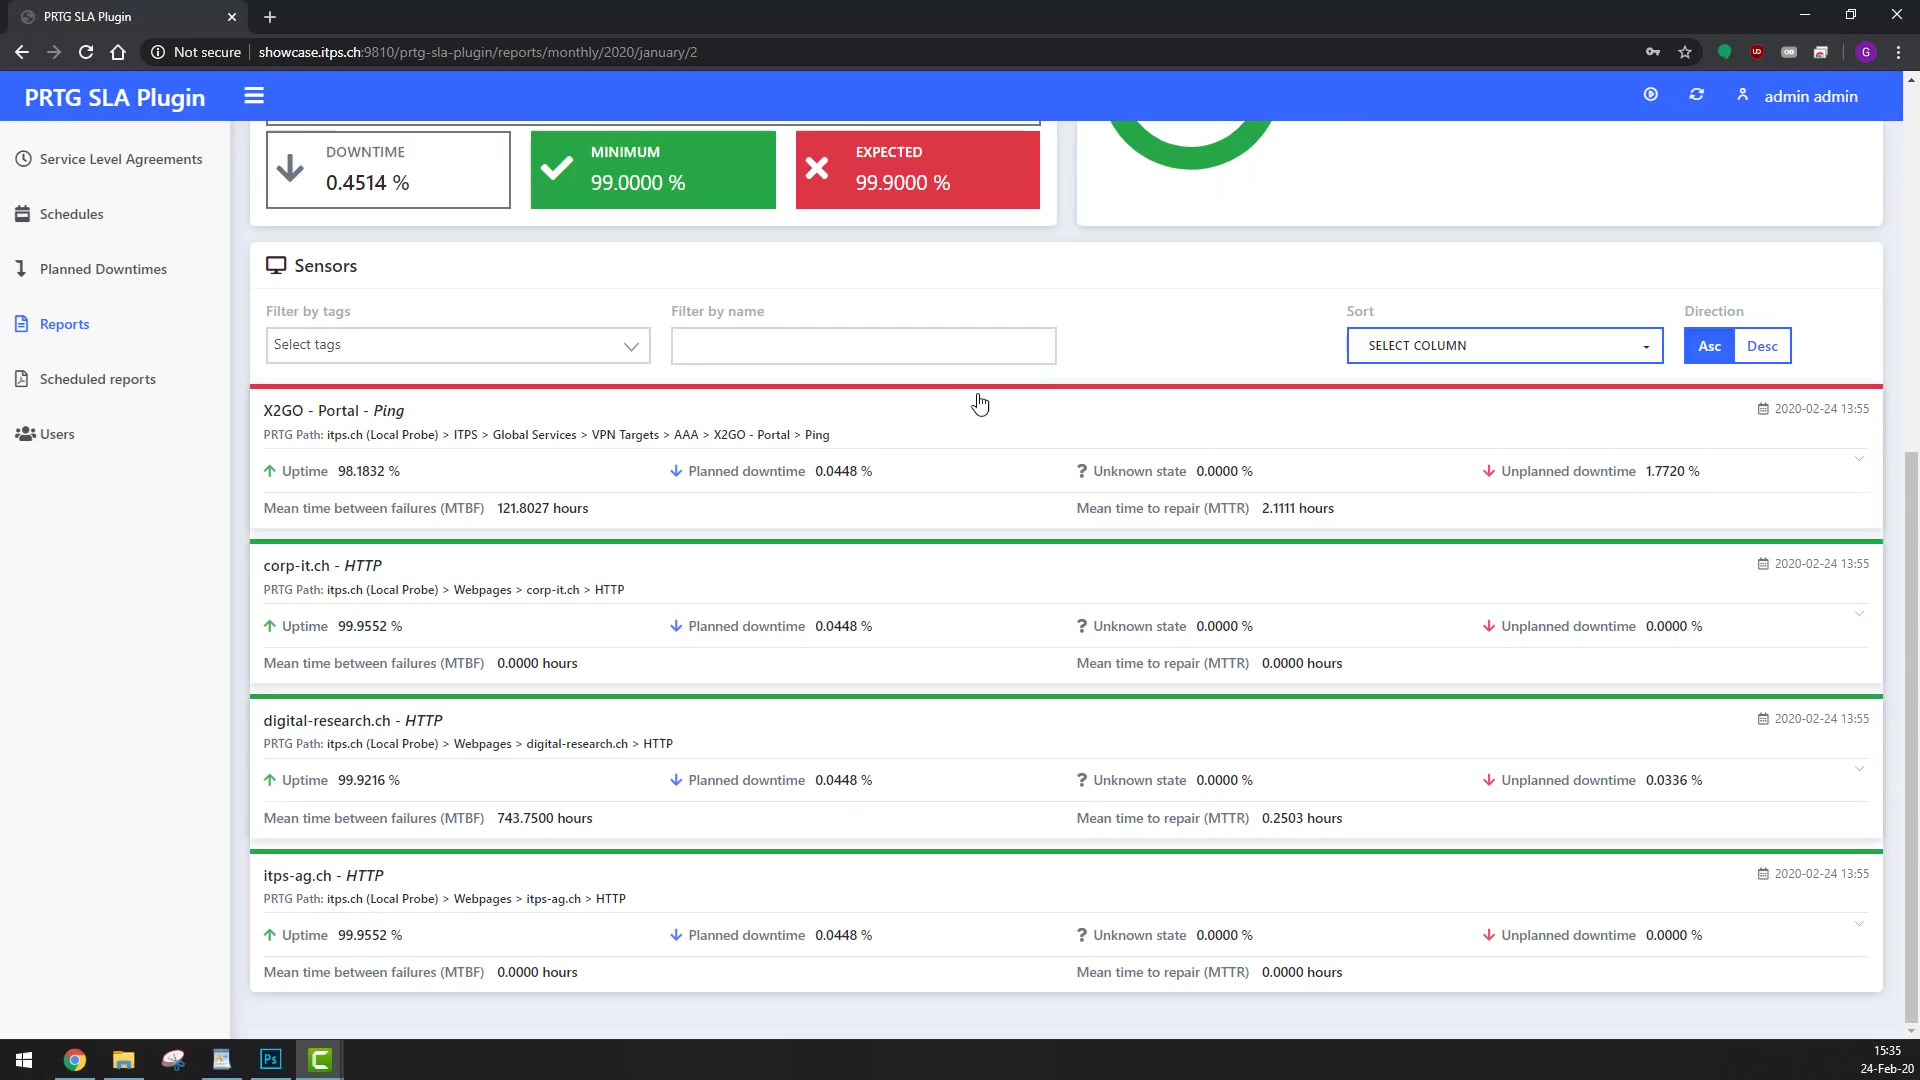 PRTG SLA Plugin
Not secure
showcase.itps.ch:9810/prtg-sla-plugin/reports/monthly/2020/january/2
UD
G
PRTG SLA Plugin
admin admin
Service Level Agreements
Schedules
Planned Downtimes
Reports
Scheduled reports
Users
DOWNTIME
0.4514 %
MINIMUM
99.0000 %
EXPECTED
99.9000 %
Sensors
Filter by tags
Select tags
Filter by name
Sort
SELECT COLUMN
Direction
Asc
Desc
X2GO - Portal - Ping
2020-02-24 13:55
PRTG Path: itps.ch (Local Probe) > ITPS > Global Services > VPN Targets > AAA > X2GO - Portal > Ping
Uptime 98.1832 % Planned downtime 0.0448 % ? Unknown state 0.0000 % Unplanned downtime 1.7720 %
Mean time between failures (MTBF) 121.8027 hours Mean time to repair (MTTR) 2.1111 hours
corp-it.ch - HTTP
2020-02-24 13:55
PRTG Path: itps.ch (Local Probe) > Webpages > corp-it.ch > HTTP
Uptime 99.9552 % Planned downtime 0.0448 % ? Unknown state 0.0000 % Unplanned downtime 0.0000 %
Mean time between failures (MTBF) 0.0000 hours Mean time to repair (MTTR) 0.0000 hours
digital-research.ch - HTTP
2020-02-24 13:55
PRTG Path: itps.ch (Local Probe) > Webpages > digital-research.ch > HTTP
Uptime 99.9216 % Planned downtime 0.0448 % ? Unknown state 0.0000 % Unplanned downtime 0.0336 %
Mean time between failures (MTBF) 743.7500 hours Mean time to repair (MTTR) 0.2503 hours
itps-ag.ch - HTTP
2020-02-24 13:55
PRTG Path: itps.ch (Local Probe) > Webpages > itps-ag.ch > HTTP
Uptime 99.9552 % Planned downtime 0.0448 % ? Unknown state 0.0000 % Unplanned downtime 0.0000 %
Mean time between failures (MTBF) 0.0000 hours Mean time to repair (MTTR) 0.0000 hours
Ps
15:35
24-Feb-20